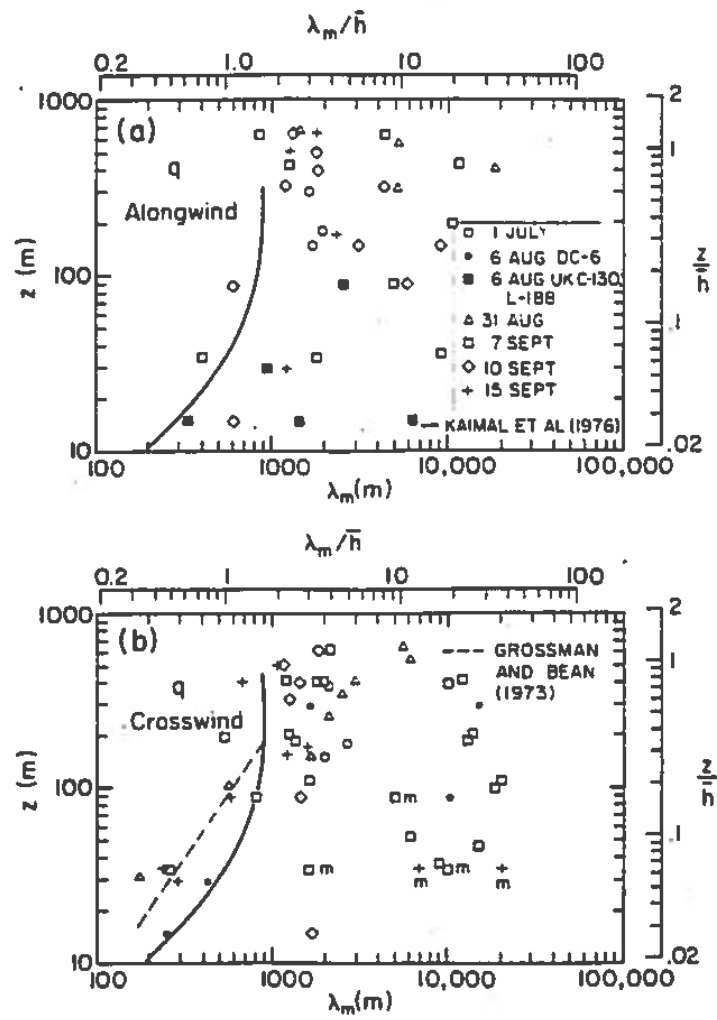 λm/h̄
0.2 1.0 10 100
1000 2
(a)
q 1
Alongwind
z (m) z/h̄
□ 1 JULY
100 • 6 AUG DC-6
■ 6 AUG UKC-130,
L-188
△ 31 AUG .1
□ 7 SEPT
◇ 10 SEPT
+ 15 SEPT
— KAIMAL ET AL (1976)
10 .02
100 1000 10,000 100,000
λm(m)
λm/h̄
0.2 1 10 100
1000 2
(b)
--- GROSSMAN
AND BEAN
(1973)
q 1
Crosswind
z (m) z/h̄
100 m
.1
m m + +
m m
10 .02
100 1000 10,000 100,000
λm(m)